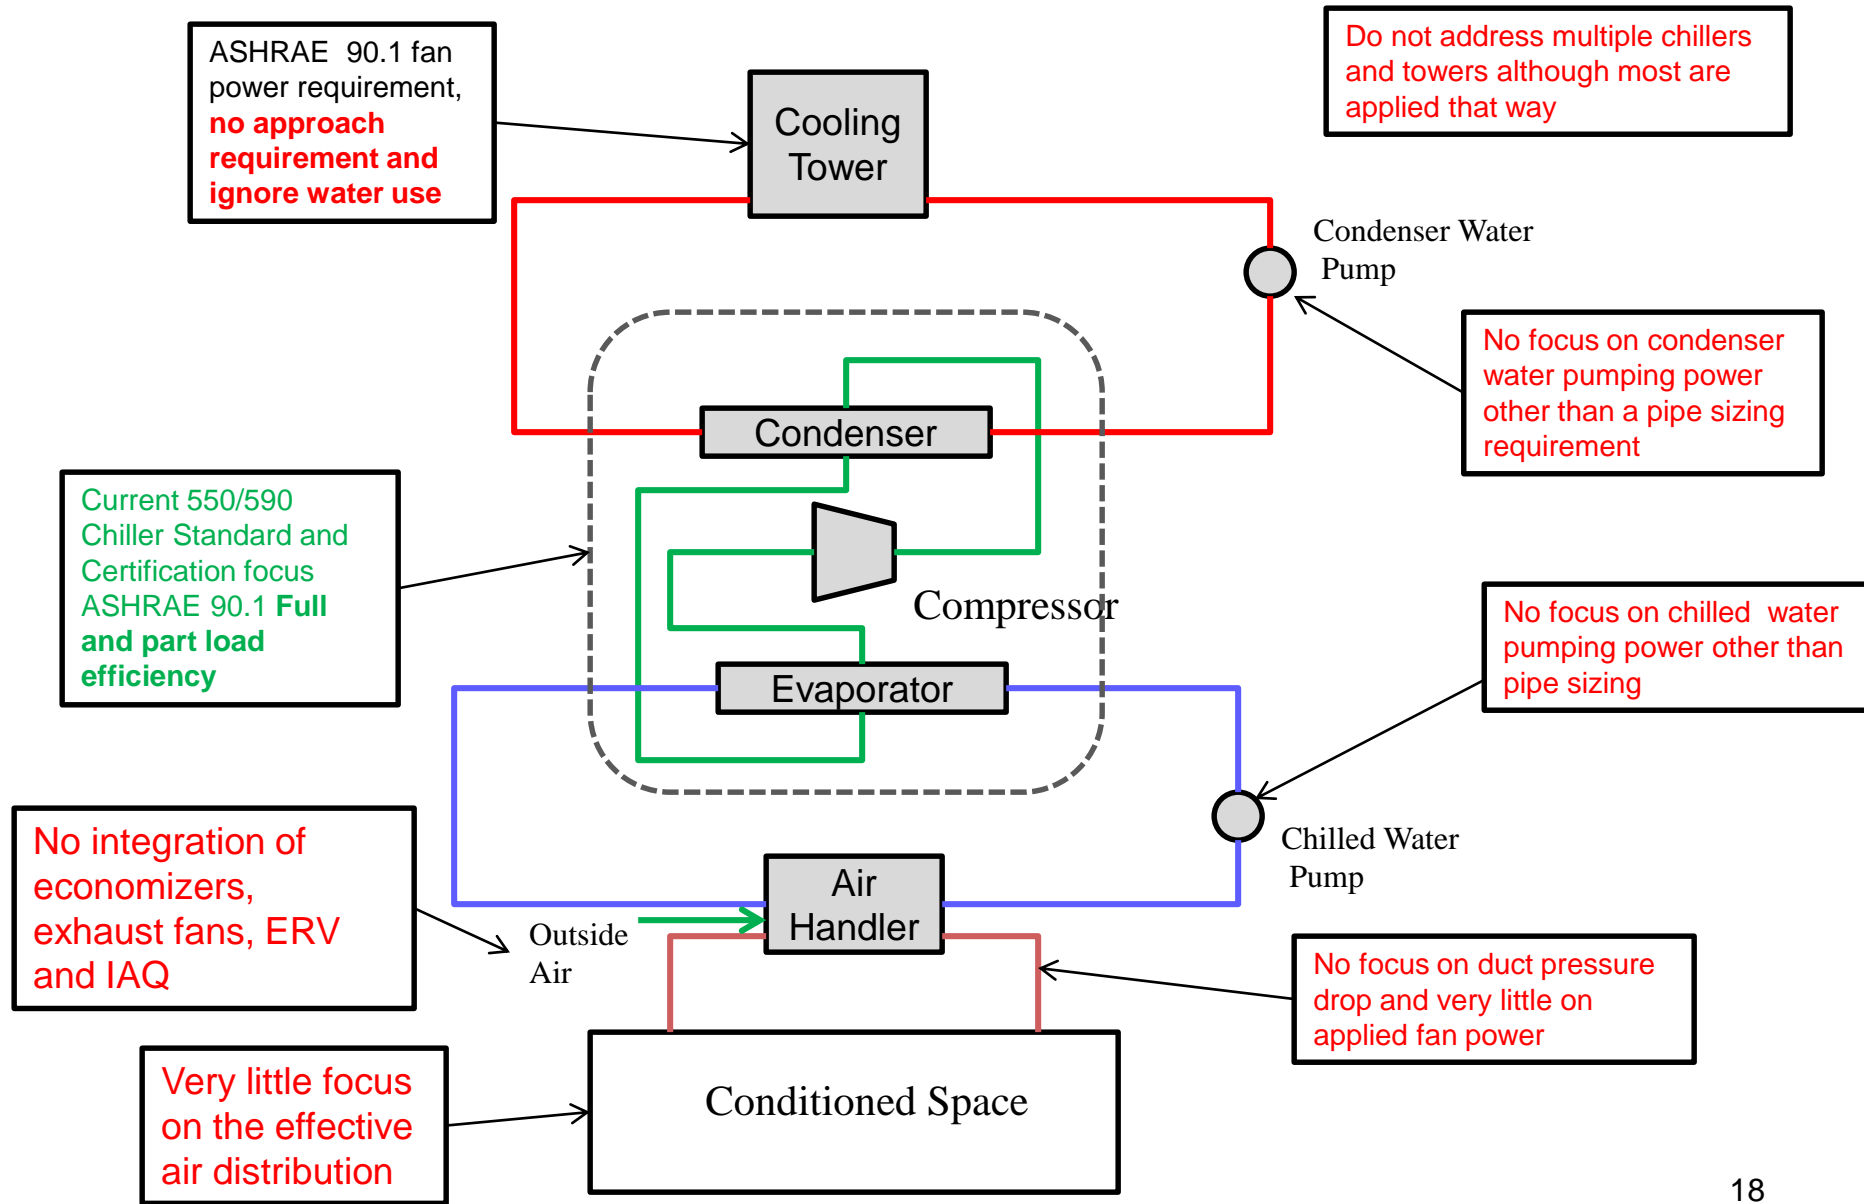 ASHRAE 90.1 fan
power requirement,
no approach
requirement and
ignore water use
Cooling
Tower
Do not address multiple chillers
and towers although most are
applied that way
Condenser Water
Pump
No focus on condenser
water pumping power
other than a pipe sizing
requirement
Condenser
Current 550/590
Chiller Standard and
Certification focus
ASHRAE 90.1 Full
and part load
efficiency
Compressor
No focus on chilled water
pumping power other than
pipe sizing
Evaporator
No integration of
economizers,
exhaust fans, ERV
and IAQ
Chilled Water
Pump
Air
Handler
Outside
Air
No focus on duct pressure
drop and very little on
applied fan power
Very little focus
on the effective
air distribution
Conditioned Space
18